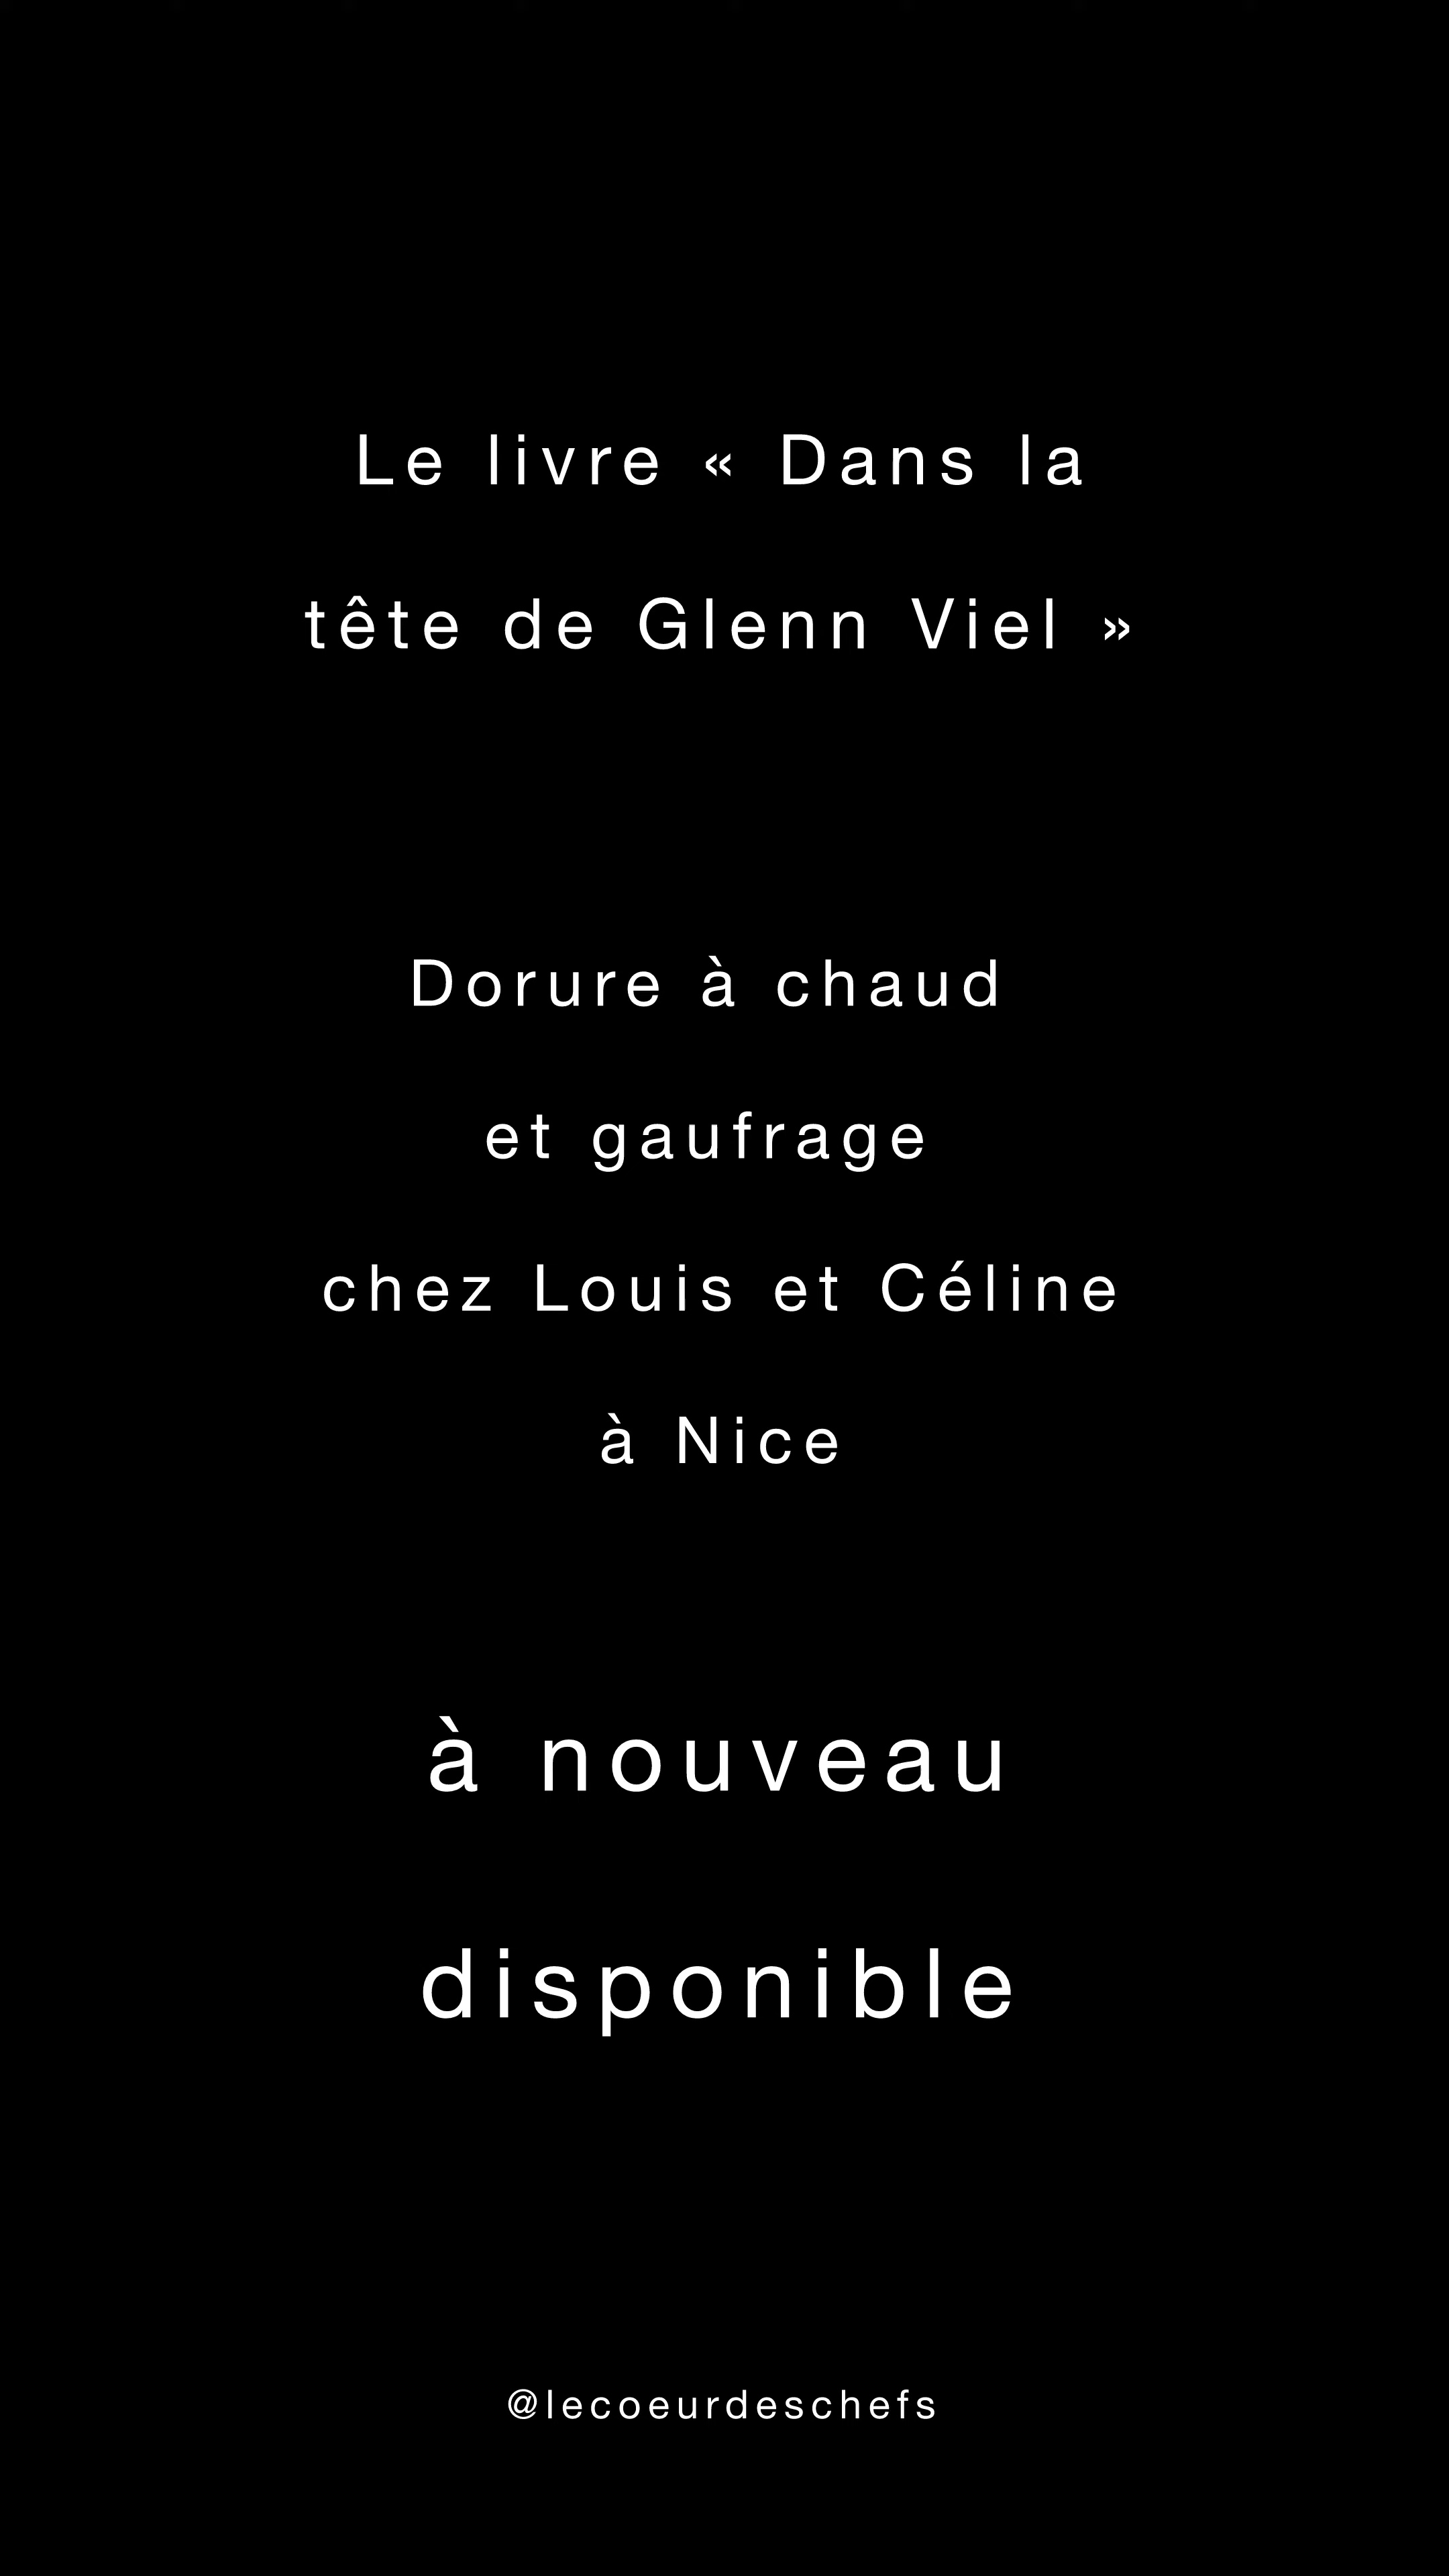 Le livre « Dans la
tête de Glenn Viel »
Dorure à chaud
et gaufrage
chez Louis et Céline
à Nice
à nouveau
disponible
@lecoeurdeschefs